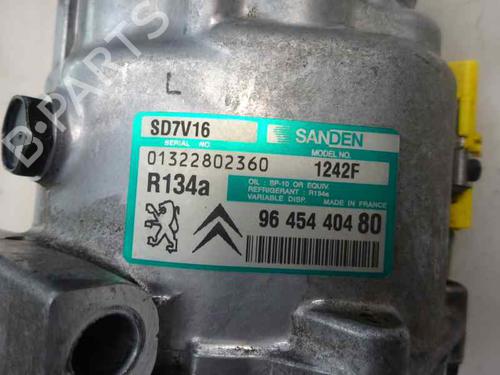 B-PARTS
L
SD7V16
SANDEN
SERIAL NO.
MODEL NO.
01322802360
1242F
R134a
OIL : SP-10 OR EQUIV.
REFRIGERANT : R134a
VARIABLE DISP. MADE IN FRANCE
96 454 404 80